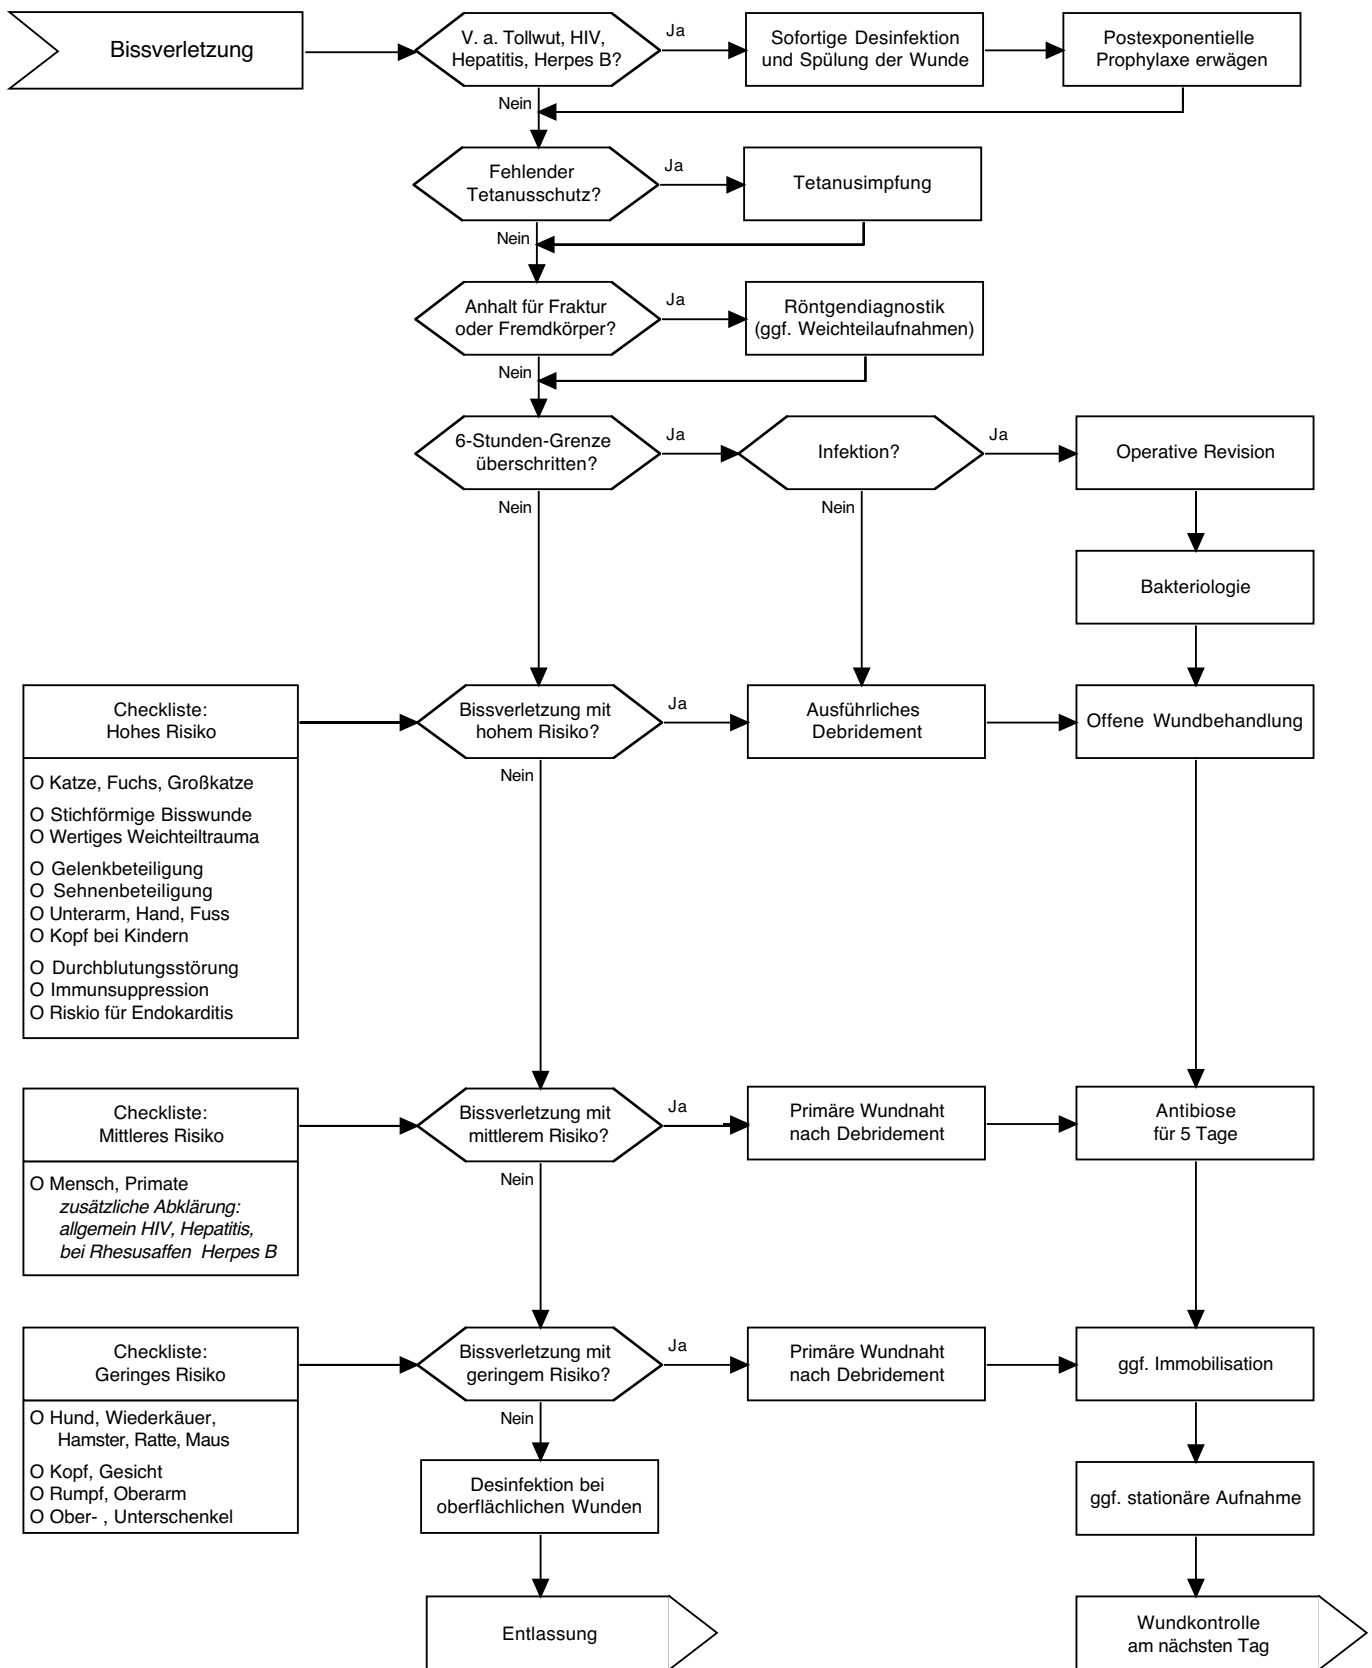 Bissverletzung
V. a. Tollwut, HIV,
Hepatitis, Herpes B?
Ja
Sofortige Desinfektion
und Spülung der Wunde
Postexponentielle
Prophylaxe erwägen
Nein
Fehlender
Tetanusschutz?
Ja
Tetanusimpfung
Nein
Anhalt für Fraktur
oder Fremdkörper?
Ja
Röntgendiagnostik
(ggf. Weichteilaufnahmen)
Nein
6-Stunden-Grenze
überschritten?
Ja
Infektion?
Ja
Operative Revision
Nein
Nein
Bakteriologie
Checkliste:
Hohes Risiko
Bissverletzung mit
hohem Risiko?
Ja
Ausführliches
Debridement
Offene Wundbehandlung
Nein
O Katze, Fuchs, Großkatze
O Stichförmige Bisswunde
O Wertiges Weichteiltrauma
O Gelenkbeteiligung
O Sehnenbeteiligung
O Unterarm, Hand, Fuss
O Kopf bei Kindern
O Durchblutungsstörung
O Immunsuppression
O Riskio für Endokarditis
Checkliste:
Mittleres Risiko
Bissverletzung mit
mittlerem Risiko?
Ja
Primäre Wundnaht
nach Debridement
Antibiose
für 5 Tage
Nein
O Mensch, Primate
zusätzliche Abklärung:
allgemein HIV, Hepatitis,
bei Rhesusaffen Herpes B
Checkliste:
Geringes Risiko
Bissverletzung mit
geringem Risiko?
Ja
Primäre Wundnaht
nach Debridement
ggf. Immobilisation
Nein
O Hund, Wiederkäuer,
Hamster, Ratte, Maus
O Kopf, Gesicht
O Rumpf, Oberarm
O Ober- , Unterschenkel
Desinfektion bei
oberflächlichen Wunden
ggf. stationäre Aufnahme
Entlassung
Wundkontrolle
am nächsten Tag